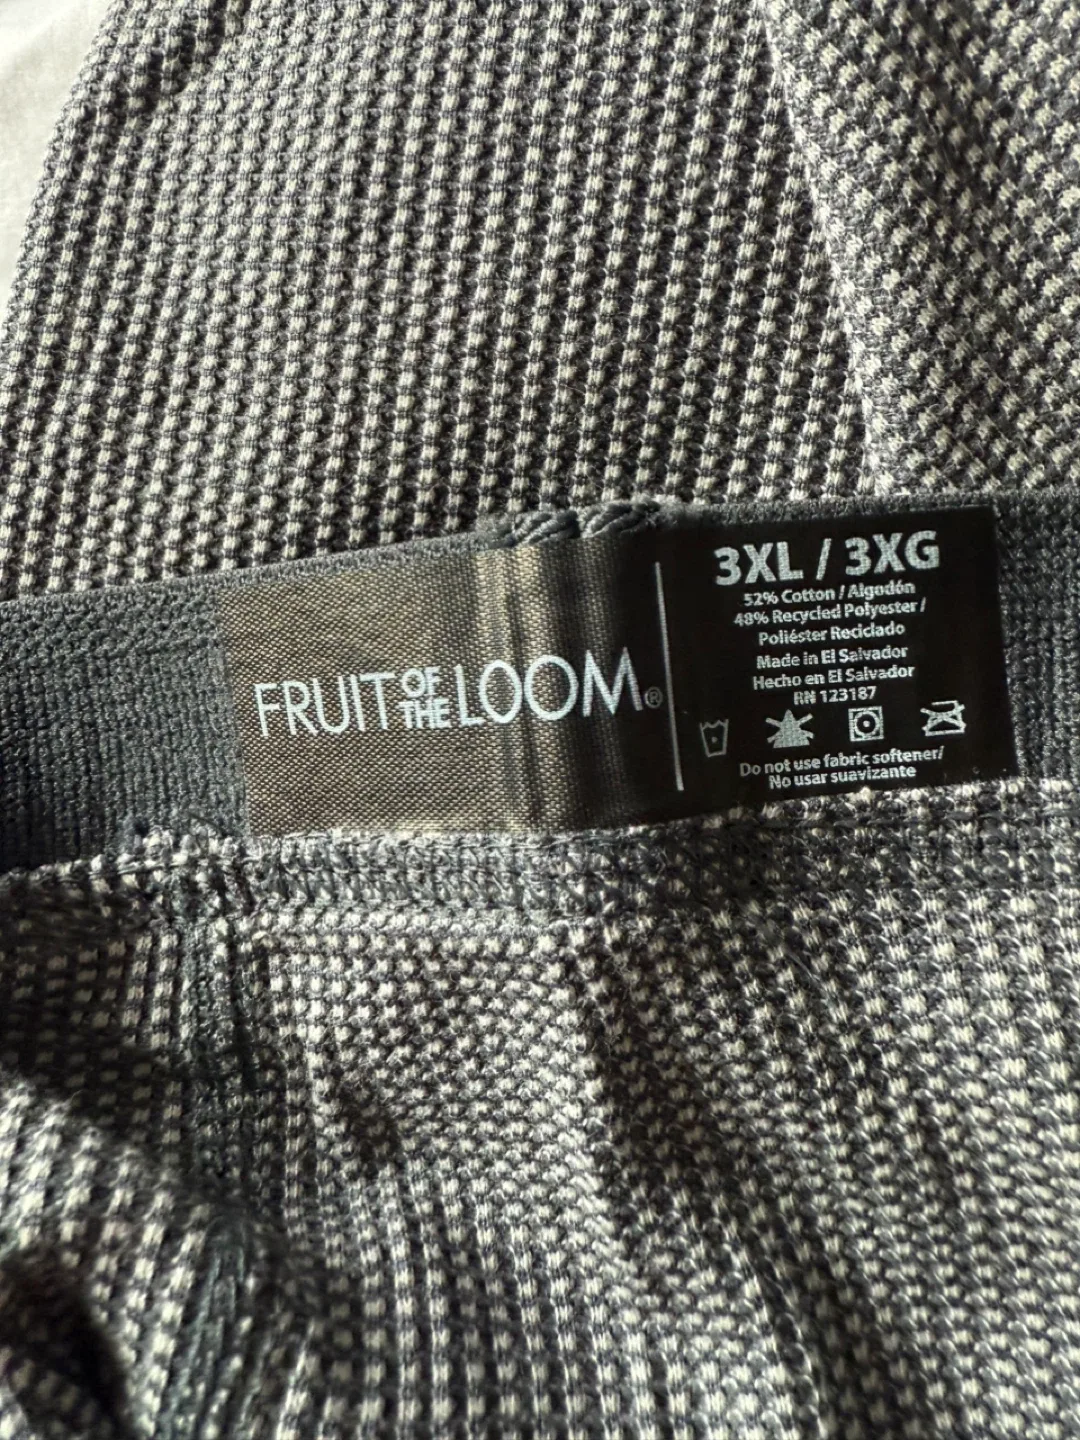 FRUIT OF THE LOOM®
3XL / 3XG
52% Cotton / Algodón
48% Recycled Polyester /
Poliéster Reciclado
Made in El Salvador
Hecho en El Salvador
RN 123187
Do not use fabric softener/
No usar suavizante